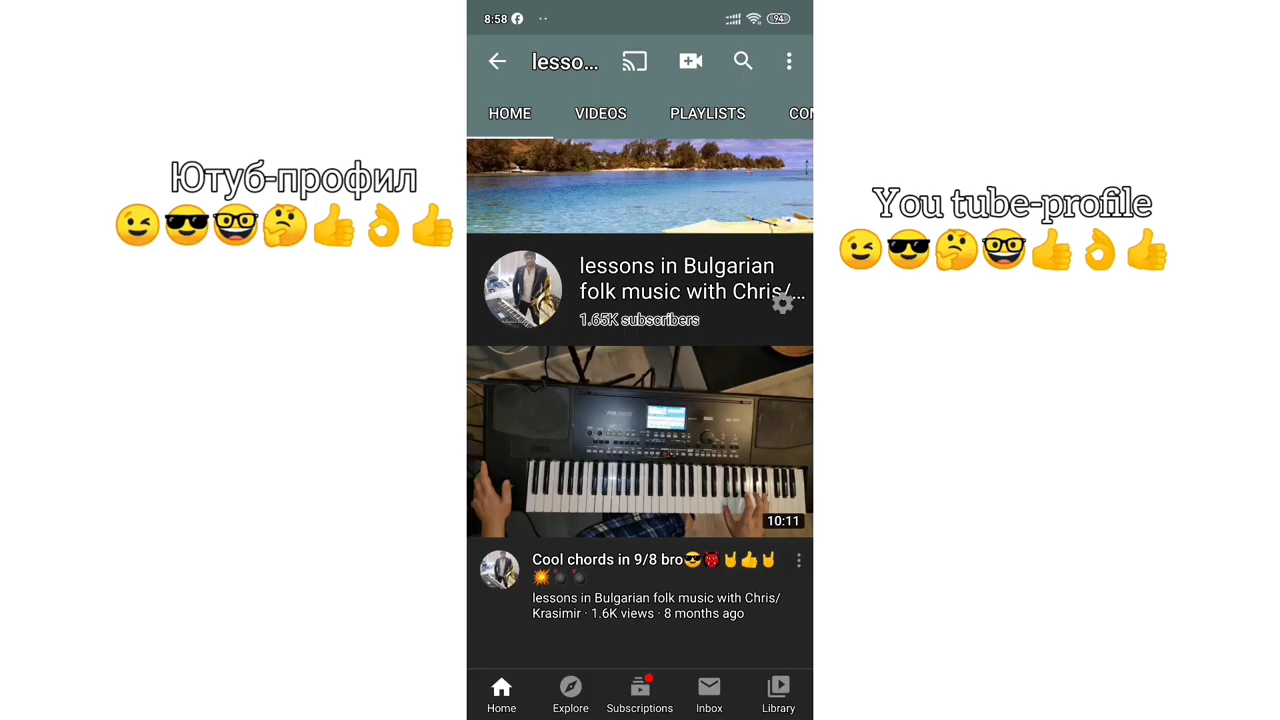 8:58 94
lesso...
HOME VIDEOS PLAYLISTS CO
Ютуб-профил
😉😎🤓🤔👍👌👍
You tube-profile
😉😎🤔🤓👍👌👍
lessons in Bulgarian
folk music with Chris/...
1.65K subscribers
10:11
Cool chords in 9/8 bro😎👹🤘👍🤘
💥💣💣
lessons in Bulgarian folk music with Chris/
Krasimir · 1.6K views · 8 months ago
Home Explore Subscriptions Inbox Library